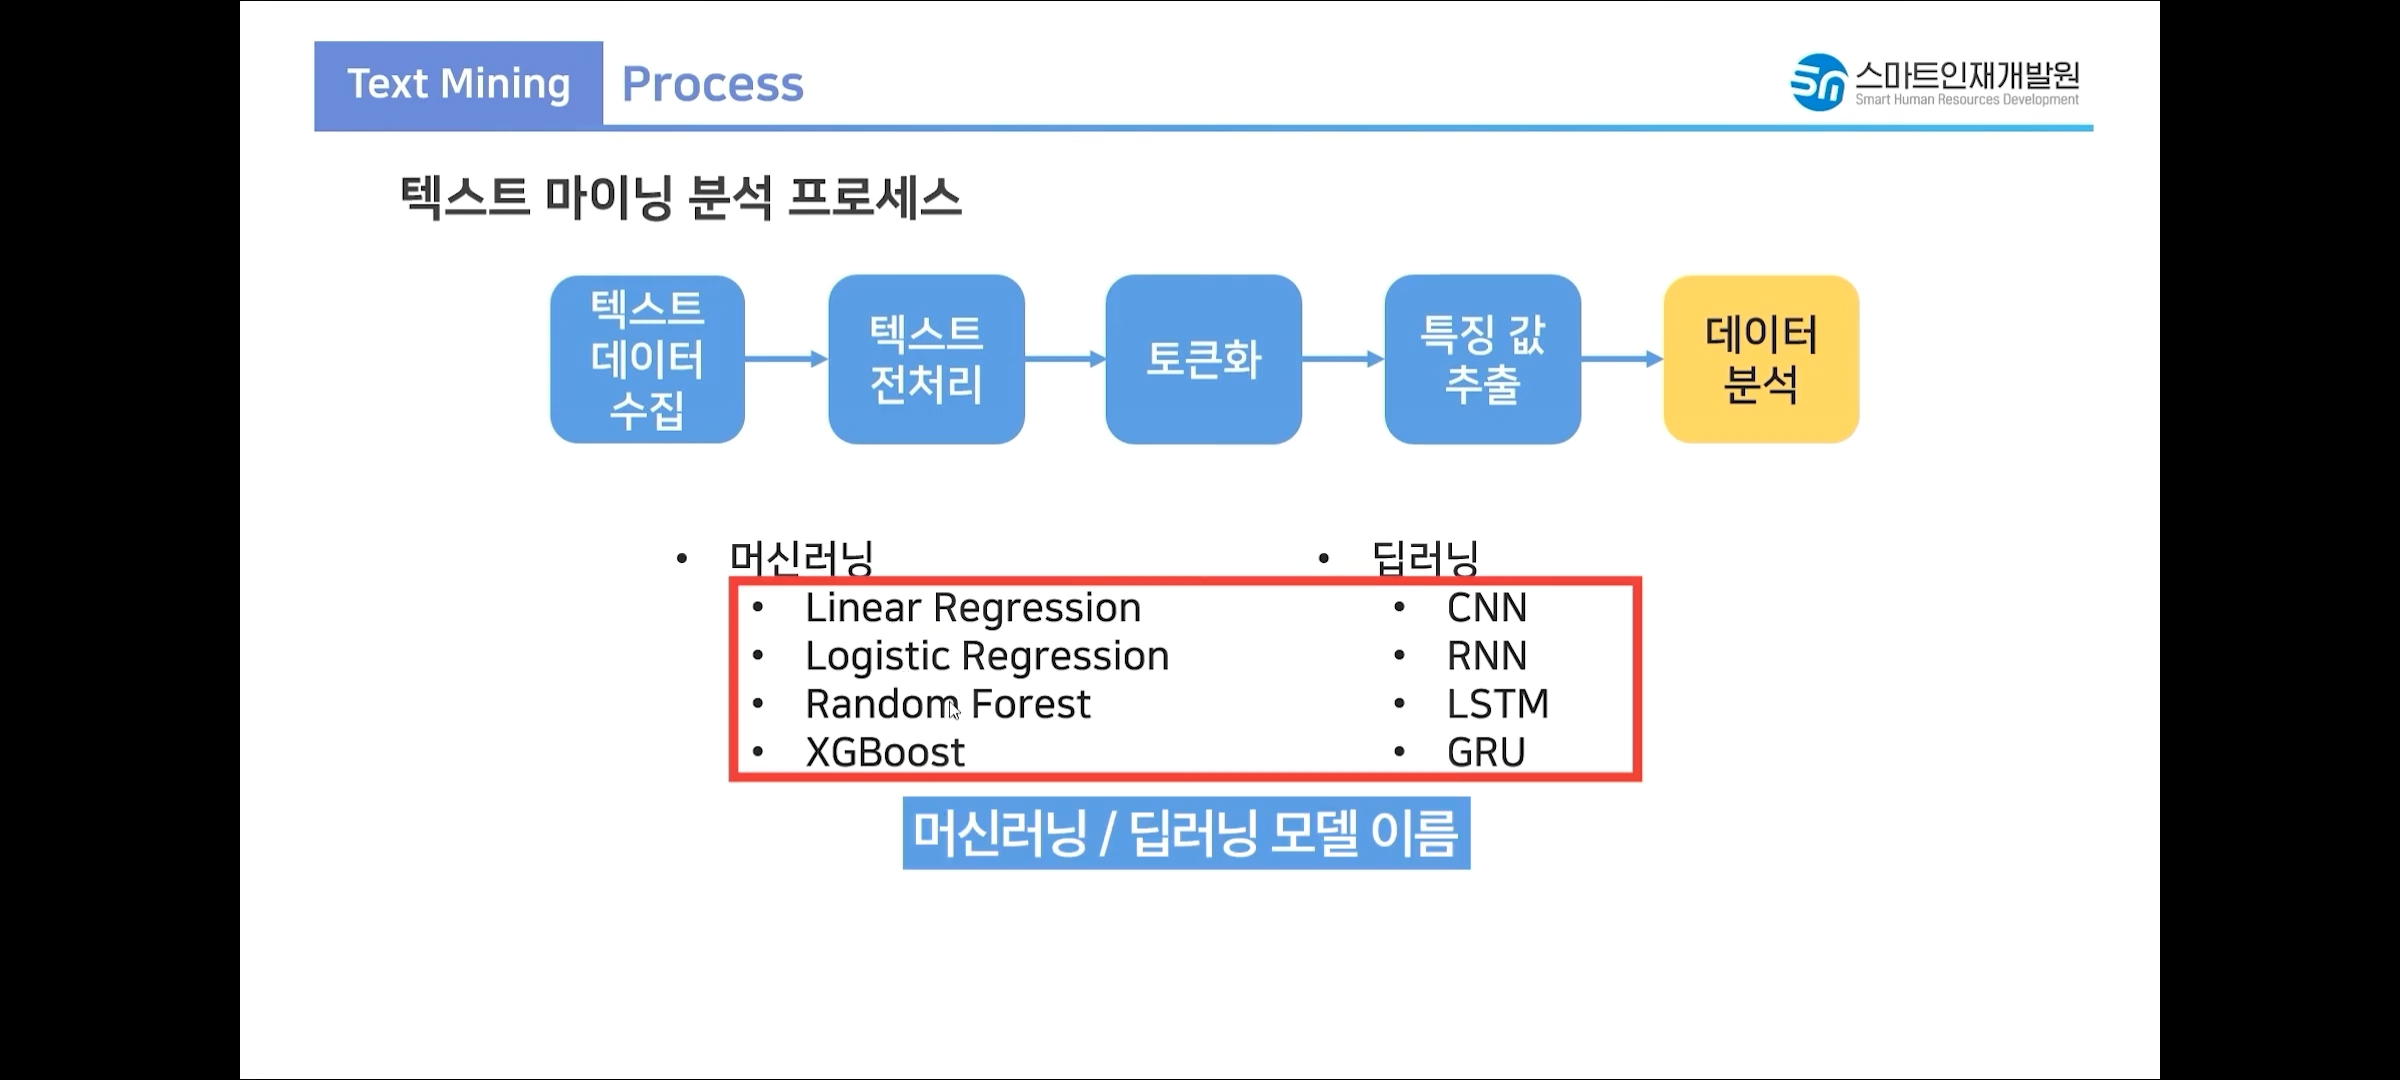 Text Mining Process
스마트인재개발원
Smart Human Resources Development
텍스트 마이닝 분석 프로세스
텍스트
데이터
수집
텍스트
전처리
토큰화
특징 값
추출
데이터
분석
• 머신러닝
• Linear Regression
• Logistic Regression
• Random Forest
• XGBoost
• 딥러닝
• CNN
• RNN
• LSTM
• GRU
머신러닝 / 딥러닝 모델 이름